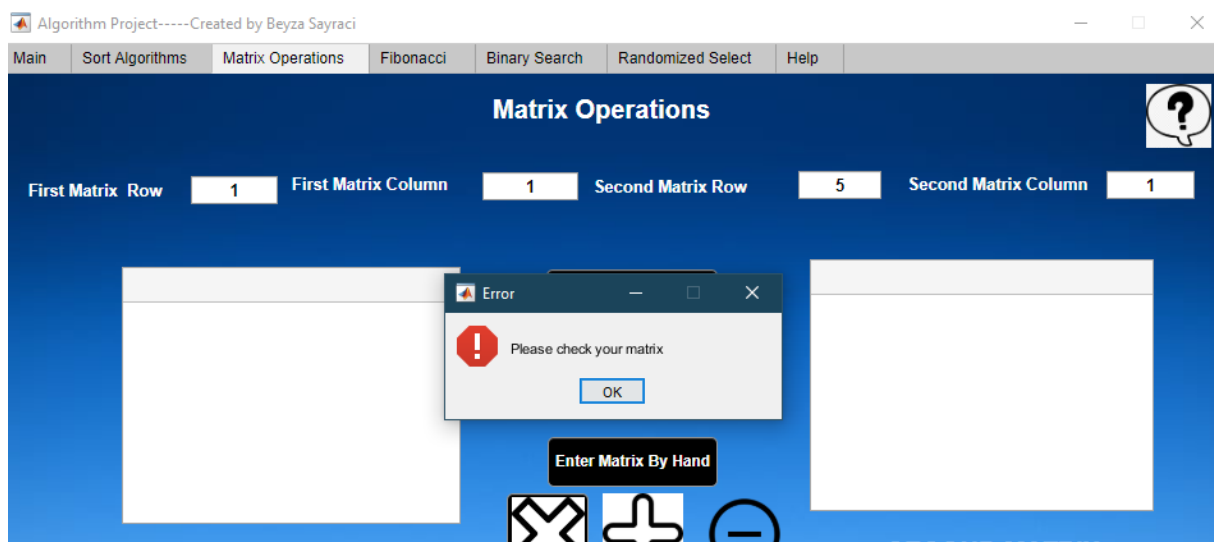 Algorithm Project-----Created by Beyza Sayraci
Main Sort Algorithms Matrix Operations Fibonacci Binary Search Randomized Select Help
Matrix Operations
First Matrix Row 1 First Matrix Column 1 Second Matrix Row 5 Second Matrix Column 1
Error
Please check your matrix
OK
Enter Matrix By Hand